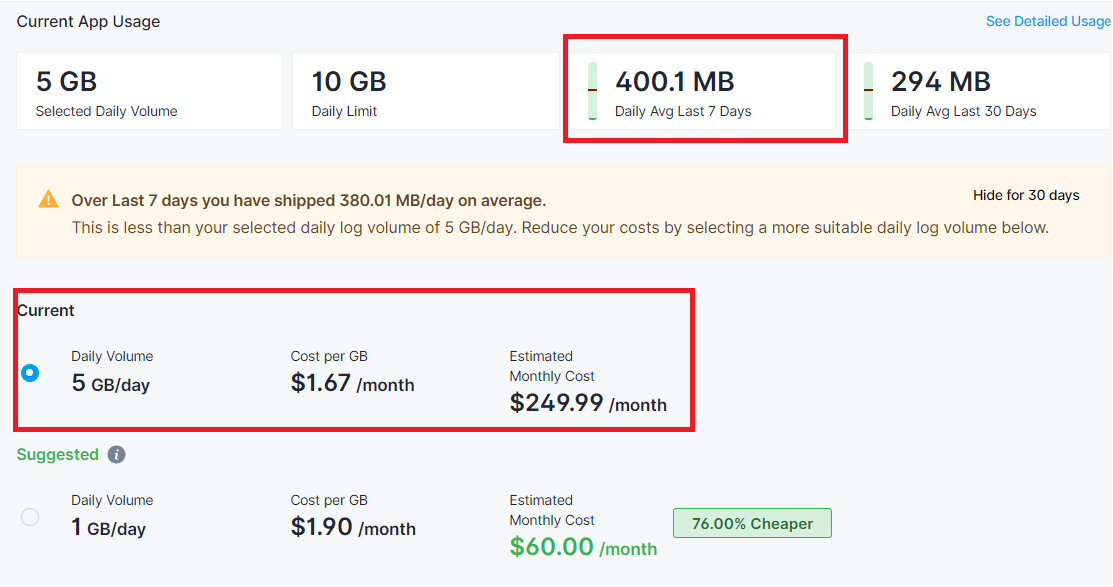 Current App Usage
See Detailed Usage
5 GB
Selected Daily Volume
10 GB
Daily Limit
400.1 MB
Daily Avg Last 7 Days
294 MB
Daily Avg Last 30 Days
Over Last 7 days you have shipped 380.01 MB/day on average.
Hide for 30 days
This is less than your selected daily log volume of 5 GB/day. Reduce your costs by selecting a more suitable daily log volume below.
Current
Daily Volume
5 GB/day
Cost per GB
$1.67 /month
Estimated
Monthly Cost
$249.99 /month
Suggested
Daily Volume
1 GB/day
Cost per GB
$1.90 /month
Estimated
Monthly Cost
$60.00 /month
76.00% Cheaper